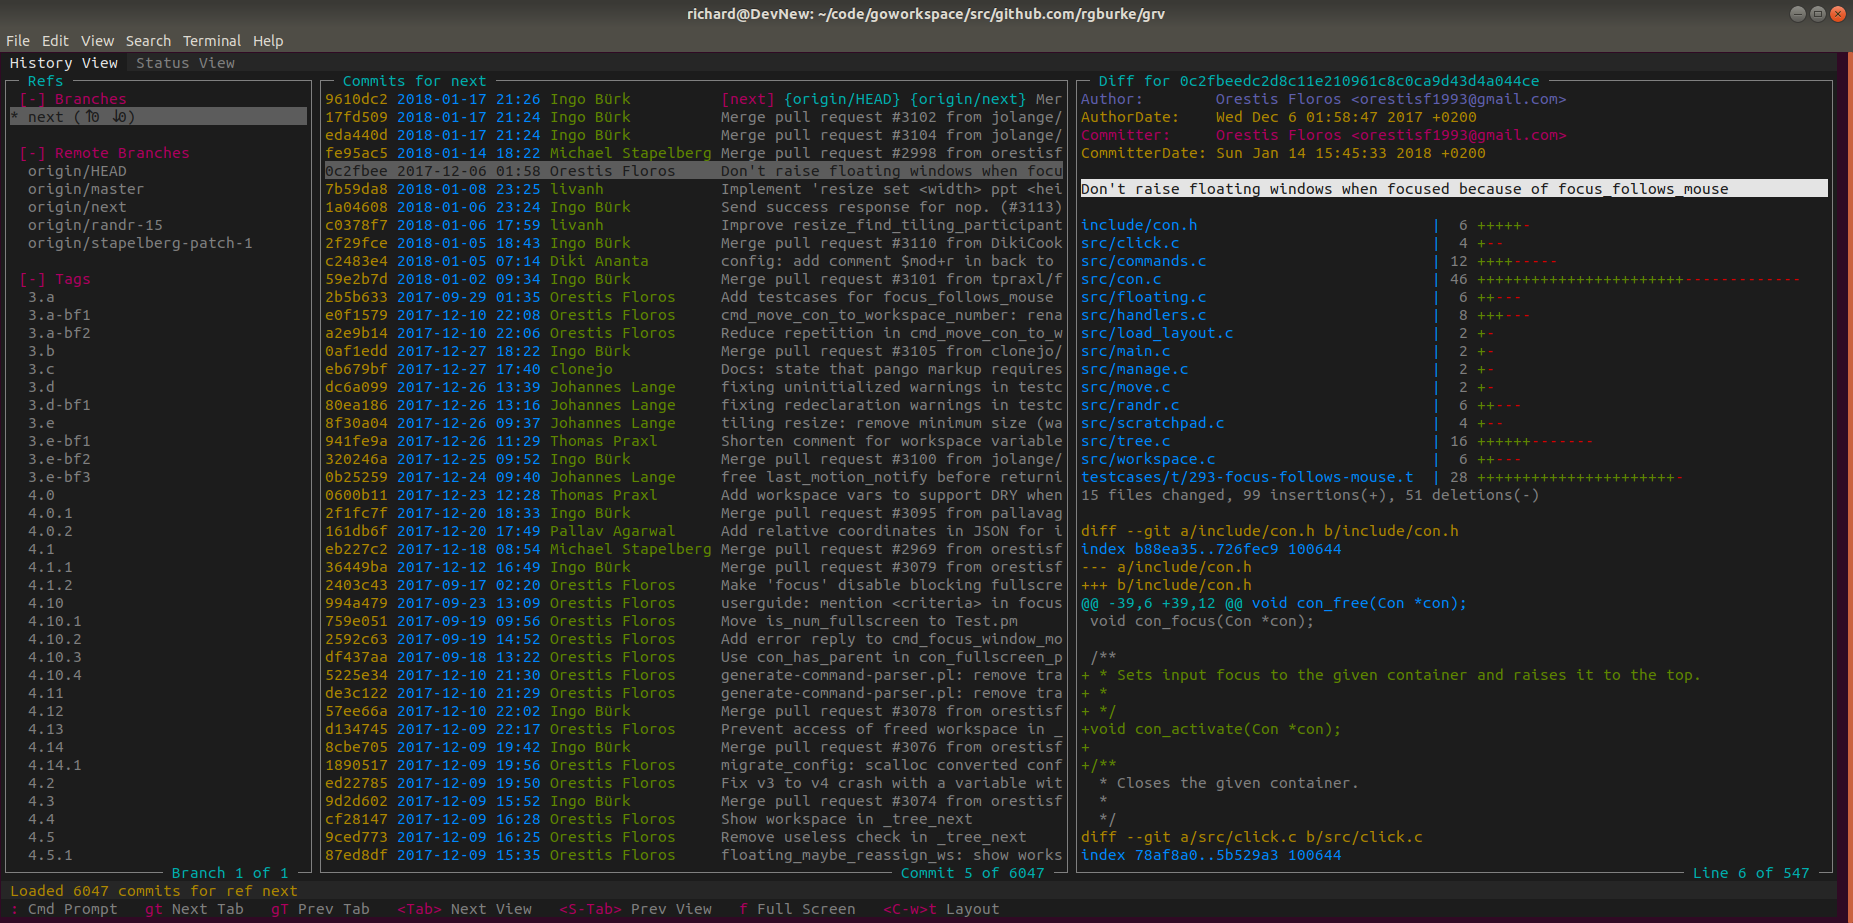 richard@DevNew: ~/code/goworkspace/src/github.com/rgburke/grv
File Edit View Search Terminal Help
History View Status View
Refs
[-] Branches
* next (↑0 ↓0)
[-] Remote Branches
origin/HEAD
origin/master
origin/next
origin/randr-15
origin/stapelberg-patch-1
[-] Tags
3.a
3.a-bf1
3.a-bf2
3.b
3.c
3.d
3.d-bf1
3.e
3.e-bf1
3.e-bf2
3.e-bf3
4.0
4.0.1
4.0.2
4.1
4.1.1
4.1.2
4.10
4.10.1
4.10.2
4.10.3
4.10.4
4.11
4.12
4.13
4.14
4.14.1
4.2
4.3
4.4
4.5
4.5.1
Branch 1 of 1
Commits for next
9610dc2 2018-01-17 21:26 Ingo Bürk [next] {origin/HEAD} {origin/next} Mer
17fd509 2018-01-17 21:24 Ingo Bürk Merge pull request #3102 from jolange/
eda440d 2018-01-17 21:24 Ingo Bürk Merge pull request #3104 from jolange/
fe95ac5 2018-01-14 18:22 Michael Stapelberg Merge pull request #2998 from orestisf
0c2fbee 2017-12-06 01:58 Orestis Floros Don't raise floating windows when focu
7b59da8 2018-01-08 23:25 livanh Implement 'resize set <width> ppt <hei
1a04608 2018-01-06 23:24 Ingo Bürk Send success response for nop. (#3113)
c0378f7 2018-01-06 17:59 livanh Improve resize_find_tiling_participant
2f29fce 2018-01-05 18:43 Ingo Bürk Merge pull request #3110 from DikiCook
c2483e4 2018-01-05 07:14 Diki Ananta config: add comment $mod+r in back to
59e2b7d 2018-01-02 09:34 Ingo Bürk Merge pull request #3101 from tpraxl/f
2b5b633 2017-09-29 01:35 Orestis Floros Add testcases for focus_follows_mouse
e0f1579 2017-12-10 22:08 Orestis Floros cmd_move_con_to_workspace_number: rena
a2e9b14 2017-12-10 22:06 Orestis Floros Reduce repetition in cmd_move_con_to_w
0af1edd 2017-12-27 18:22 Ingo Bürk Merge pull request #3105 from clonejo/
eb679bf 2017-12-27 17:40 clonejo Docs: state that pango markup requires
dc6a099 2017-12-26 13:39 Johannes Lange fixing uninitialized warnings in testc
80ea186 2017-12-26 13:16 Johannes Lange fixing redeclaration warnings in testc
8f30a04 2017-12-26 09:37 Johannes Lange tiling resize: remove minimum size (wa
941fe9a 2017-12-26 11:29 Thomas Praxl Shorten comment for workspace variable
320246a 2017-12-25 09:52 Ingo Bürk Merge pull request #3100 from jolange/
0b25259 2017-12-24 09:40 Johannes Lange free last_motion_notify before returni
0600b11 2017-12-23 12:28 Thomas Praxl Add workspace vars to support DRY when
2f1fc7f 2017-12-20 18:33 Ingo Bürk Merge pull request #3095 from pallavag
161db6f 2017-12-20 17:49 Pallav Agarwal Add relative coordinates in JSON for i
eb227c2 2017-12-18 08:54 Michael Stapelberg Merge pull request #2969 from orestisf
36449ba 2017-12-12 16:49 Ingo Bürk Merge pull request #3079 from orestisf
2403c43 2017-09-17 02:20 Orestis Floros Make 'focus' disable blocking fullscre
994a479 2017-09-23 13:09 Orestis Floros userguide: mention <criteria> in focus
759e051 2017-09-19 09:56 Orestis Floros Move is_num_fullscreen to Test.pm
2592c63 2017-09-19 14:52 Orestis Floros Add error reply to cmd_focus_window_mo
df437aa 2017-09-18 13:22 Orestis Floros Use con_has_parent in con_fullscreen_p
5225e34 2017-12-10 21:30 Orestis Floros generate-command-parser.pl: remove tra
de3c122 2017-12-10 21:29 Orestis Floros generate-command-parser.pl: remove tra
57ee66a 2017-12-10 22:02 Ingo Bürk Merge pull request #3078 from orestisf
d134745 2017-12-09 22:17 Orestis Floros Prevent access of freed workspace in _
8cbe705 2017-12-09 19:42 Ingo Bürk Merge pull request #3076 from orestisf
1890517 2017-12-09 19:56 Orestis Floros migrate_config: scalloc converted conf
ed22785 2017-12-09 19:50 Orestis Floros Fix v3 to v4 crash with a variable wit
9d2d602 2017-12-09 15:52 Ingo Bürk Merge pull request #3074 from orestisf
cf28147 2017-12-09 16:28 Orestis Floros Show workspace in _tree_next
9ced773 2017-12-09 16:25 Orestis Floros Remove useless check in _tree_next
87ed8df 2017-12-09 15:35 Orestis Floros floating_maybe_reassign_ws: show works
Commit 5 of 6047
Diff for 0c2fbeedc2d8c11e210961c8c0ca9d43d4a044ce
Author: Orestis Floros <orestisf1993@gmail.com>
AuthorDate: Wed Dec 6 01:58:47 2017 +0200
Committer: Orestis Floros <orestisf1993@gmail.com>
CommitterDate: Sun Jan 14 15:45:33 2018 +0200
Don't raise floating windows when focused because of focus_follows_mouse
include/con.h | 6 +++++-
src/click.c | 4 +--
src/commands.c | 12 ++++-----
src/con.c | 46 +++++++++++++++++++++++-------------
src/floating.c | 6 ++---
src/handlers.c | 8 +++---
src/load_layout.c | 2 +-
src/main.c | 2 +-
src/manage.c | 2 +-
src/move.c | 2 +-
src/randr.c | 6 ++---
src/scratchpad.c | 4 +--
src/tree.c | 16 ++++++-------
src/workspace.c | 6 ++---
testcases/t/293-focus-follows-mouse.t | 28 ++++++++++++++++++++++-
15 files changed, 99 insertions(+), 51 deletions(-)
diff --git a/include/con.h b/include/con.h
index b88ea35..726fec9 100644
--- a/include/con.h
+++ b/include/con.h
@@ -39,6 +39,12 @@ void con_free(Con *con);
void con_focus(Con *con);
/**
+ * Sets input focus to the given container and raises it to the top.
+ *
+ */
+void con_activate(Con *con);
+
+/**
* Closes the given container.
*
*/
diff --git a/src/click.c b/src/click.c
index 78af8a0..5b529a3 100644
Line 6 of 547
Loaded 6047 commits for ref next
: Cmd Prompt gt Next Tab gT Prev Tab <Tab> Next View <S-Tab> Prev View f Full Screen <C-w>t Layout